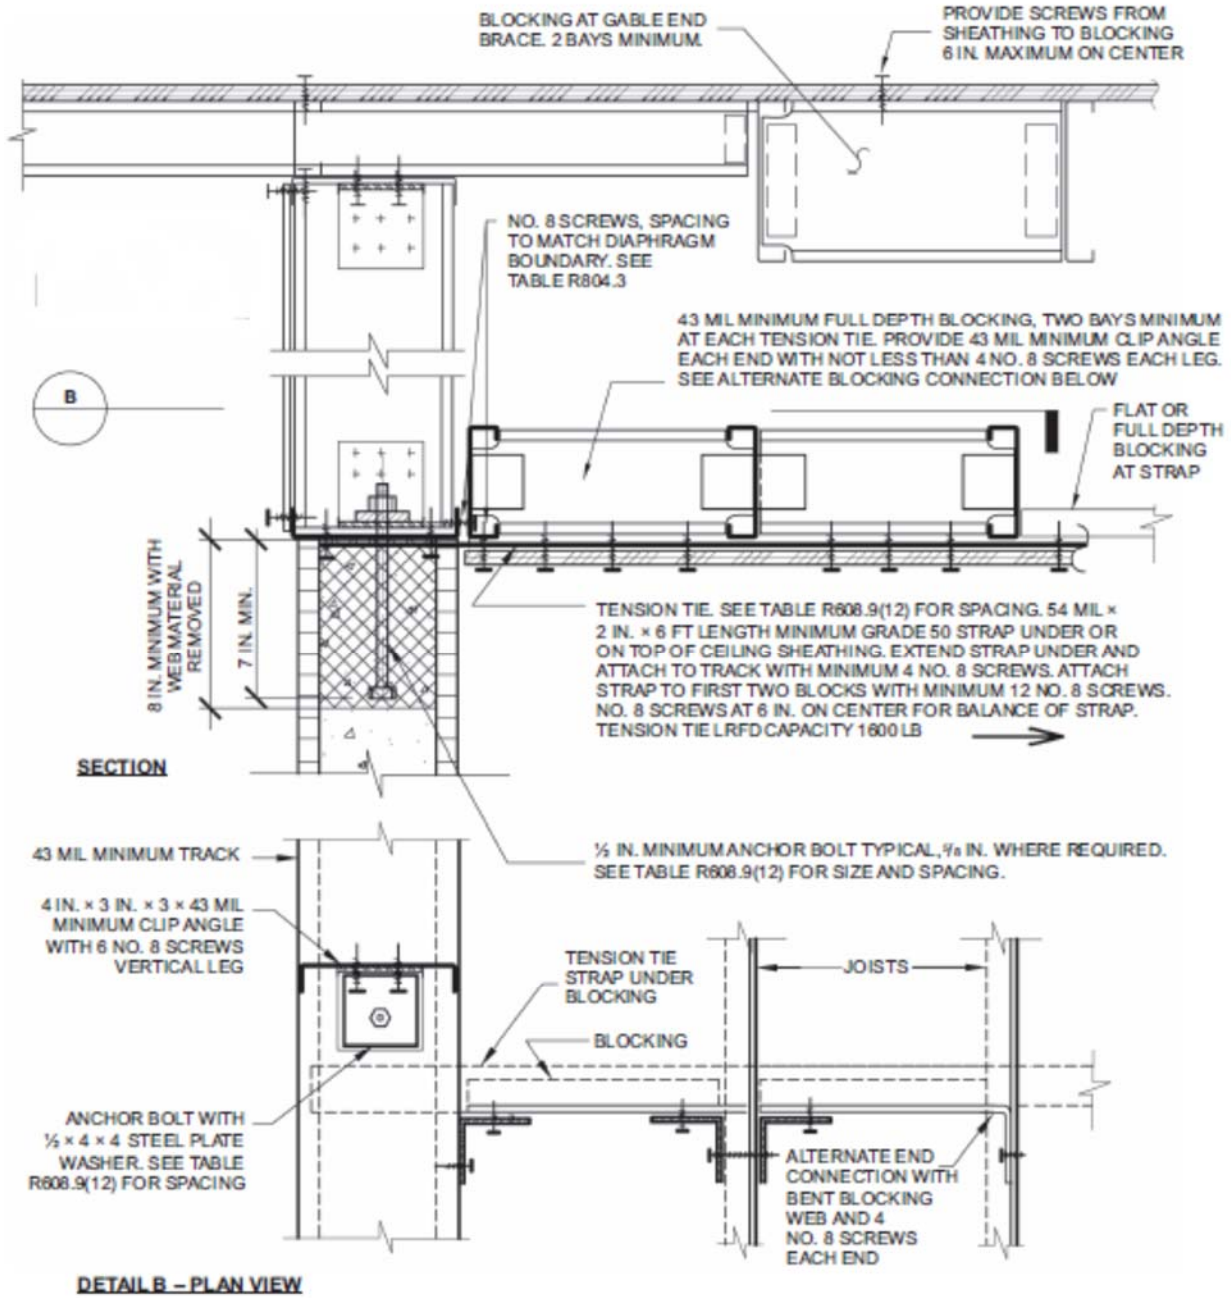 BLOCKING AT GABLE END
BRACE. 2 BAYS MINIMUM.
PROVIDE SCREWS FROM
SHEATHING TO BLOCKING
6 IN. MAXIMUM ON CENTER
NO. 8 SCREWS, SPACING
TO MATCH DIAPHRAGM
BOUNDARY. SEE
TABLE R804.3
43 MIL MINIMUM FULL DEPTH BLOCKING, TWO BAYS MINIMUM
AT EACH TENSION TIE. PROVIDE 43 MIL MINIMUM CLIP ANGLE
EACH END WITH NOT LESS THAN 4 NO. 8 SCREWS EACH LEG.
SEE ALTERNATE BLOCKING CONNECTION BELOW
B
FLAT OR
FULL DEPTH
BLOCKING
AT STRAP
8 IN. MINIMUM WITH
WEB MATERIAL
REMOVED
7 IN. MIN.
TENSION TIE. SEE TABLE R608.9(12) FOR SPACING. 54 MIL ×
2 IN. × 6 FT LENGTH MINIMUM GRADE 50 STRAP UNDER OR
ON TOP OF CEILING SHEATHING. EXTEND STRAP UNDER AND
ATTACH TO TRACK WITH MINIMUM 4 NO. 8 SCREWS. ATTACH
STRAP TO FIRST TWO BLOCKS WITH MINIMUM 12 NO. 8 SCREWS.
NO. 8 SCREWS AT 6 IN. ON CENTER FOR BALANCE OF STRAP.
TENSION TIE LRFD CAPACITY 1600 LB
SECTION
43 MIL MINIMUM TRACK
½ IN. MINIMUM ANCHOR BOLT TYPICAL, ⅝ IN. WHERE REQUIRED.
SEE TABLE R608.9(12) FOR SIZE AND SPACING.
4 IN. × 3 IN. × 3 × 43 MIL
MINIMUM CLIP ANGLE
WITH 6 NO. 8 SCREWS
VERTICAL LEG
TENSION TIE
STRAP UNDER
BLOCKING
JOISTS
BLOCKING
ANCHOR BOLT WITH
× 4 × 4 STEEL PLATE
WASHER. SEE TABLE
R608.9(12) FOR SPACING
ALTERNATE END
CONNECTION WITH
BENT BLOCKING
WEB AND 4
NO. 8 SCREWS
EACH END
DETAIL B – PLAN VIEW